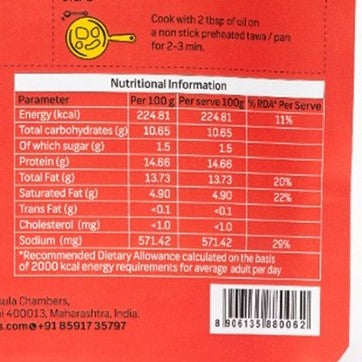 Cook with 2 tbsp of oil on
a non stick preheated tawa / pan
for 2-3 min.
Nutritional Information
Parameter Per 100 g Per serve 100g % RDA* Per Serve
Energy (kcal) 224.81 224.81 11%
Total carbohydrates (g) 10.65 10.65
Of which sugar (g) 1.5 1.5
Protein (g) 14.66 14.66
Total Fat (g) 13.73 13.73 20%
Saturated Fat (g) 4.90 4.90 22%
Trans Fat (g) <0.1 <0.1
Cholesterol (mg) <1.0 <1.0
Sodium (mg) 571.42 571.42 29%
*Recommended Dietary Allowance calculated on the basis
of 2000 kcal energy requirements for average adult per day
sula Chambers,
400013, Maharashtra, India.
+91 85917 35797
8 906135 880062